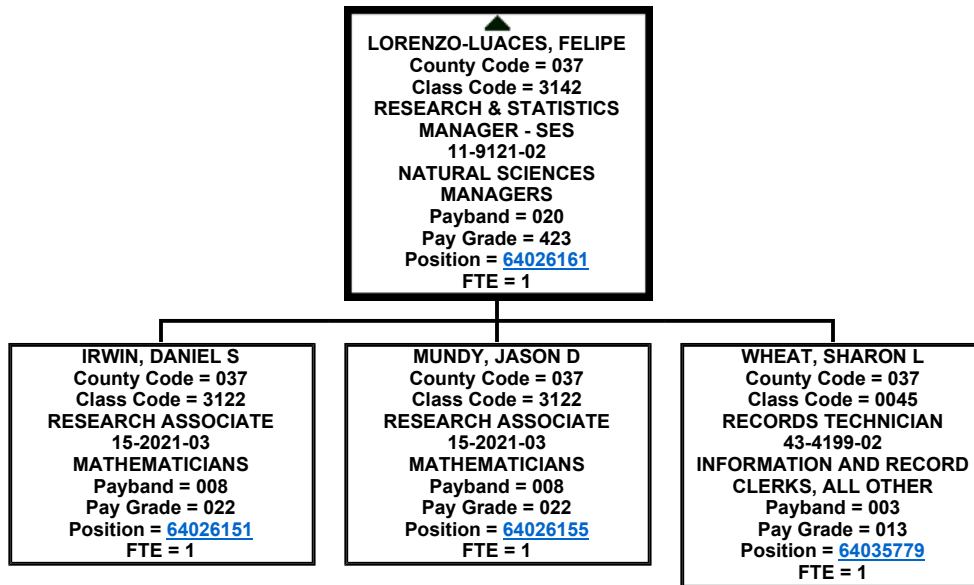 LORENZO-LUACES, FELIPE
County Code = 037
Class Code = 3142
RESEARCH & STATISTICS
MANAGER - SES
11-9121-02
NATURAL SCIENCES
MANAGERS
Payband = 020
Pay Grade = 423
Position = 64026161
FTE = 1
IRWIN, DANIEL S
County Code = 037
Class Code = 3122
RESEARCH ASSOCIATE
15-2021-03
MATHEMATICIANS
Payband = 008
Pay Grade = 022
Position = 64026151
FTE = 1
MUNDY, JASON D
County Code = 037
Class Code = 3122
RESEARCH ASSOCIATE
15-2021-03
MATHEMATICIANS
Payband = 008
Pay Grade = 022
Position = 64026155
FTE = 1
WHEAT, SHARON L
County Code = 037
Class Code = 0045
RECORDS TECHNICIAN
43-4199-02
INFORMATION AND RECORD
CLERKS, ALL OTHER
Payband = 003
Pay Grade = 013
Position = 64035779
FTE = 1